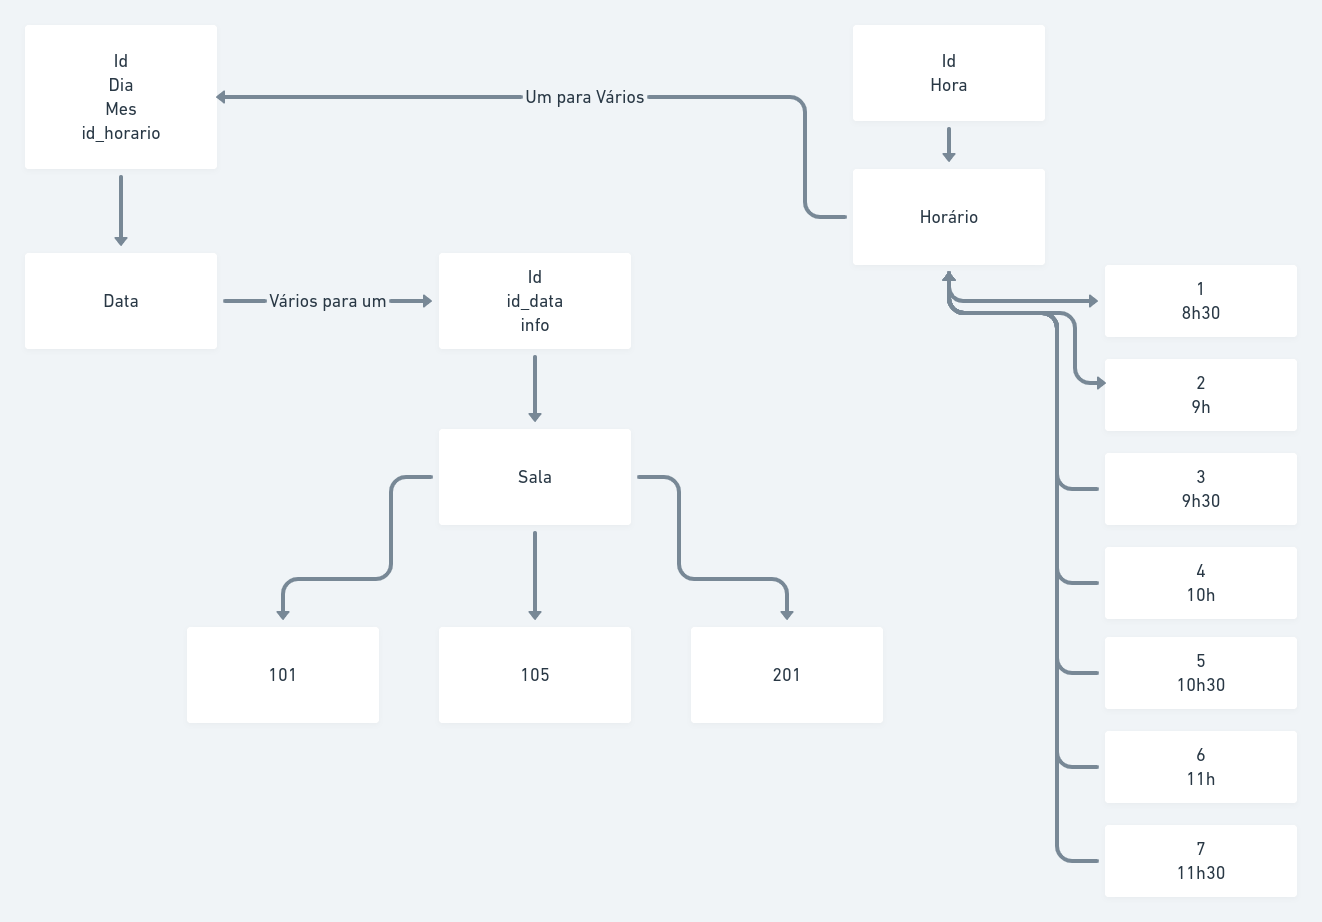 Id
Dia
Mes
id_horario
Um para Vários
Id
Hora
Horário
Data
Vários para um
Id
id_data
info
Sala
101
105
201
1
8h30
2
9h
3
9h30
4
10h
5
10h30
6
11h
7
11h30